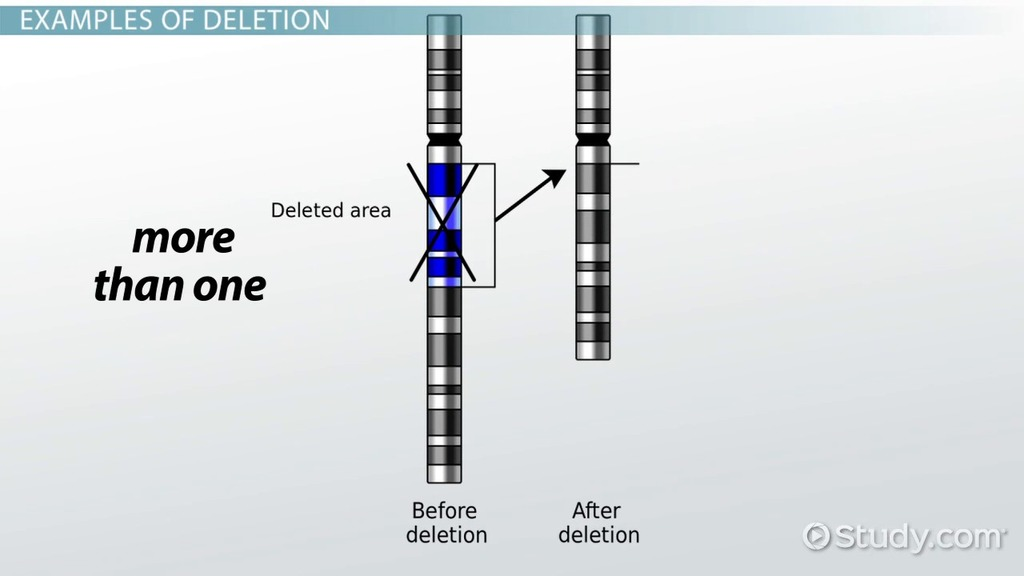 EXAMPLES OF DELETION
Deleted area
more
than one
Before
deletion
After
deletion
Study.com